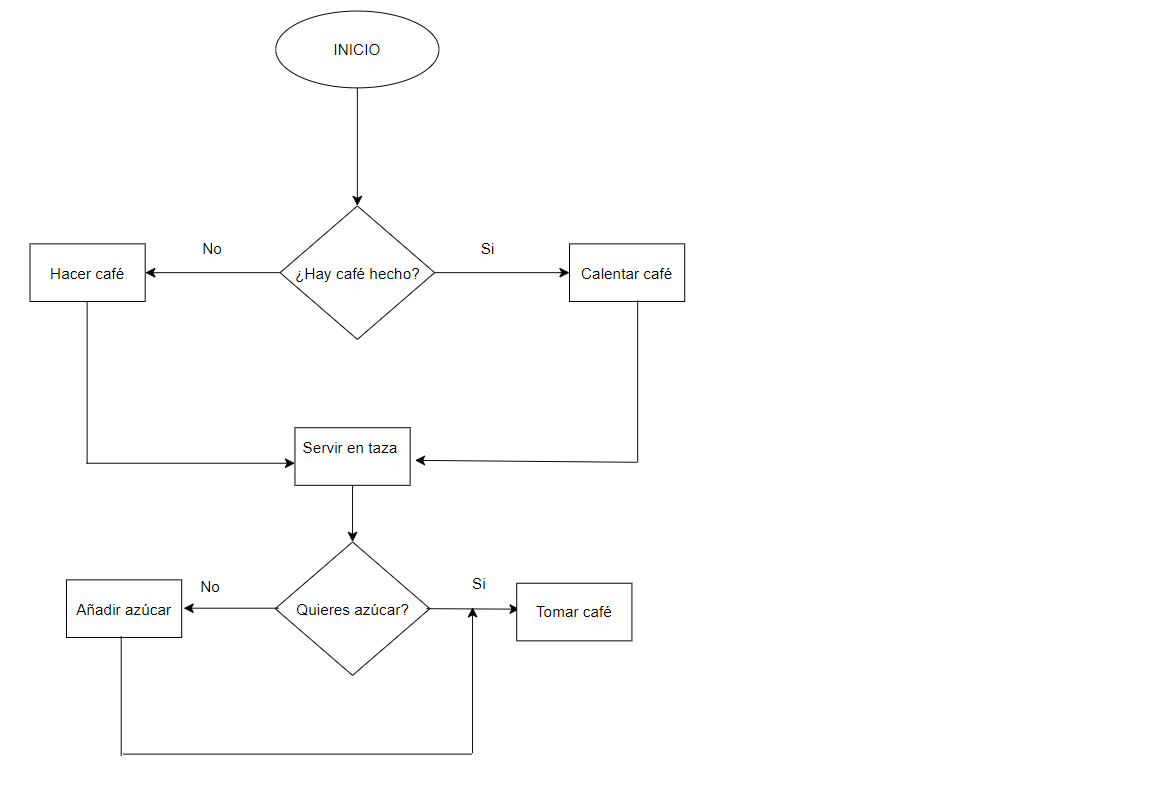 INICIO
No
Si
Hacer café
¿Hay café hecho?
Calentar café
Servir en taza
No
Si
Añadir azúcar
Quieres azúcar?
Tomar café